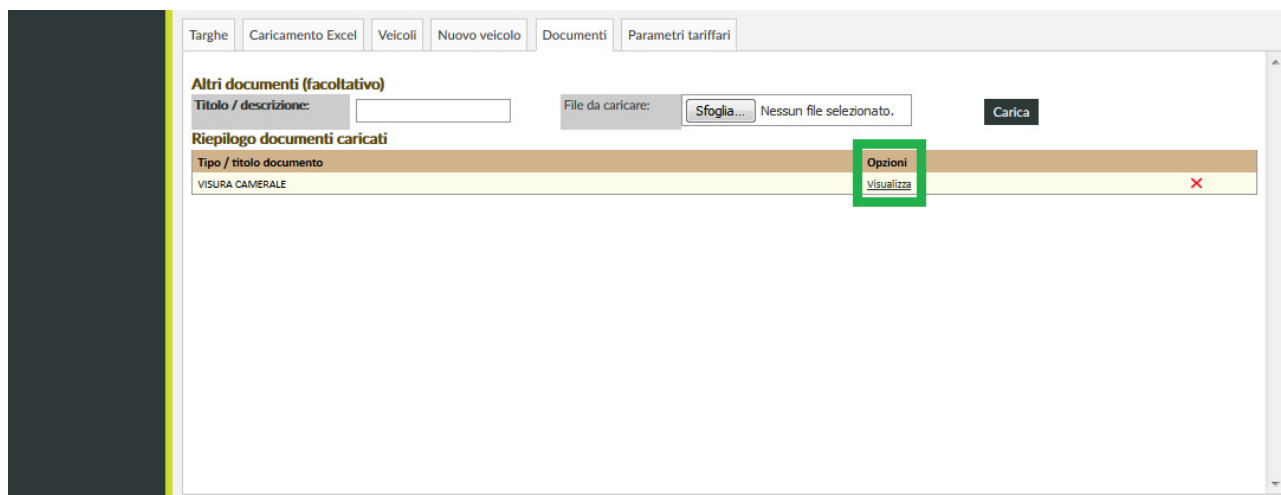 Targhe Caricamento Excel Veicoli Nuovo veicolo Documenti Parametri tariffari
Altri documenti (facoltativo)
Titolo / descrizione: File da caricare: Sfoglia... Nessun file selezionato. Carica
Riepilogo documenti caricati
Tipo / titolo documento Opzioni
VISURA CAMERALE Visualizza